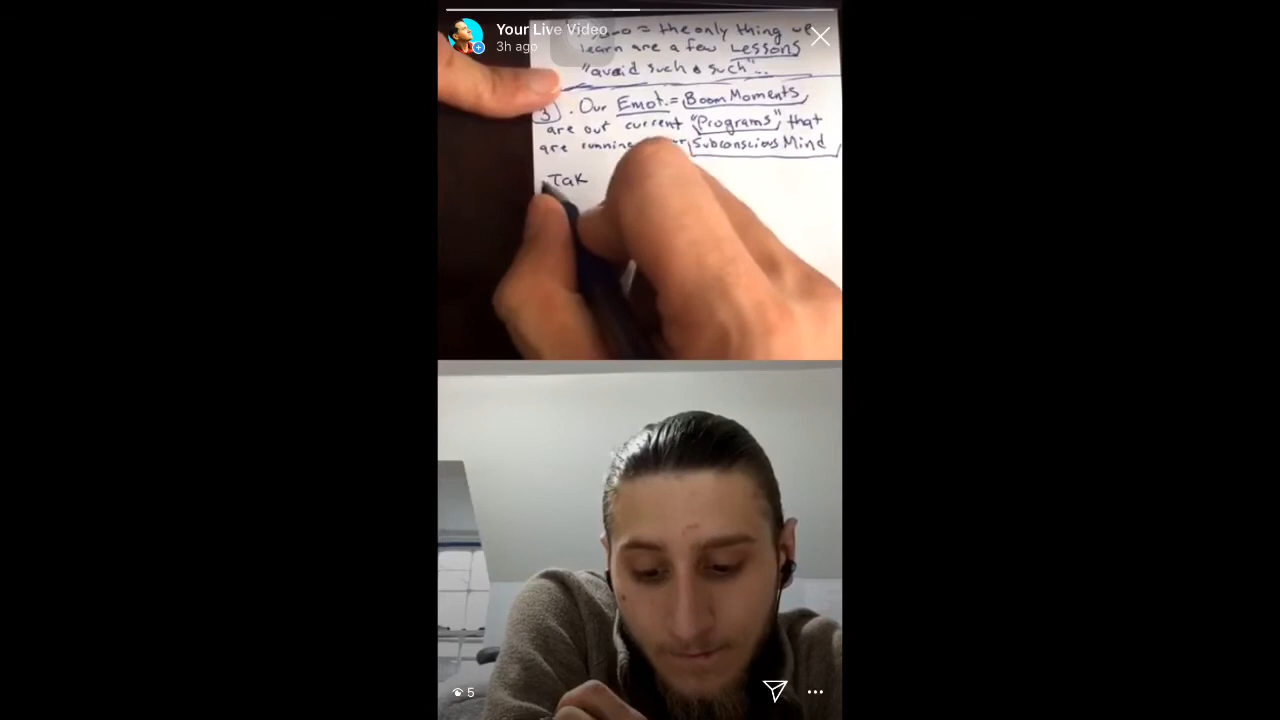 Your Live Video
3h ago
= the only thing we
learn are a few Lessons
"avoid such & such"..
3 . Our Emot. = Boom Moments
are out current "Programs" that
are running Subconscious Mind
Tak
5